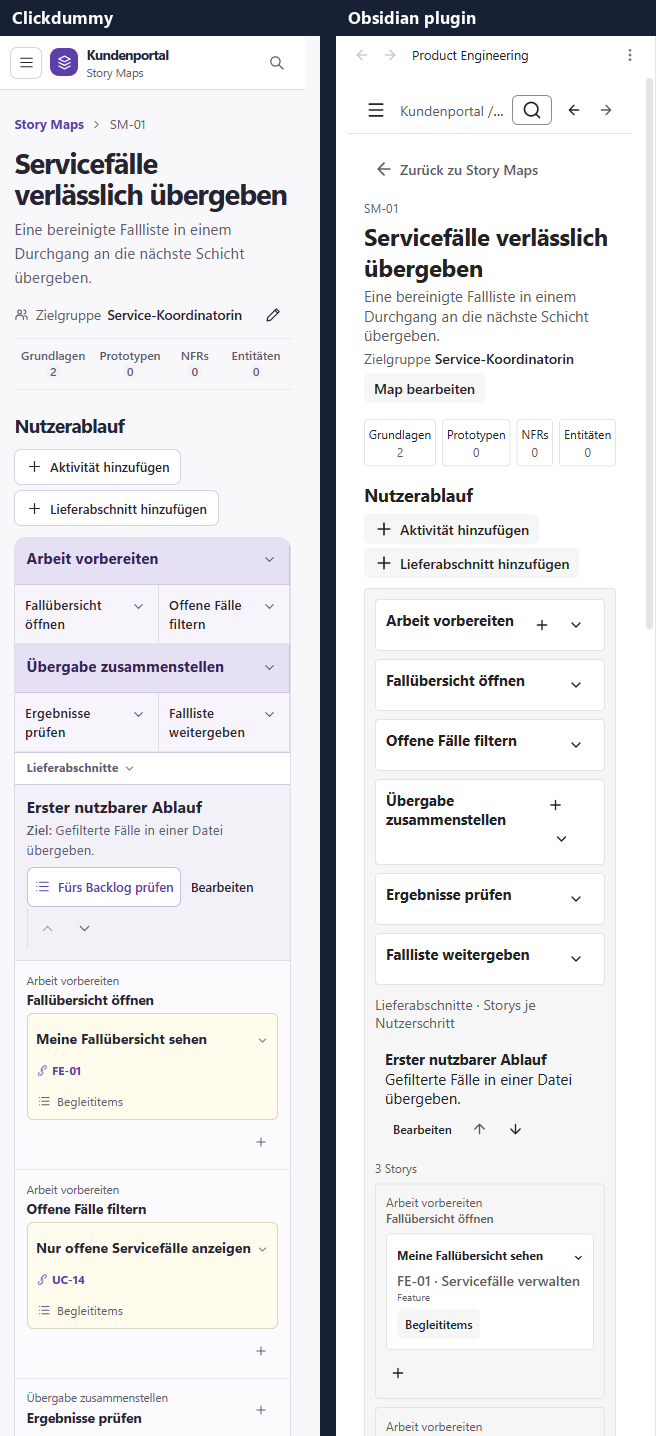 Clickdummy
Kundenportal
Story Maps
Story Maps > SM-01
Servicefälle
verlässlich übergeben
Eine bereinigte Fallliste in einem
Durchgang an die nächste Schicht
übergeben.
Zielgruppe Service-Koordinatorin
Grundlagen Prototypen NFRs Entitäten
2 0 0 0
Nutzerablauf
+ Aktivität hinzufügen
+ Lieferabschnitt hinzufügen
Arbeit vorbereiten
Fallübersicht Offene Fälle
öffnen filtern
Übergabe zusammenstellen
Ergebnisse Fallliste
prüfen weitergeben
Lieferabschnitte
Erster nutzbarer Ablauf
Ziel: Gefilterte Fälle in einer Datei
übergeben.
Fürs Backlog prüfen Bearbeiten
Arbeit vorbereiten
Fallübersicht öffnen
Meine Fallübersicht sehen
FE-01
Begleititems
+
Arbeit vorbereiten
Offene Fälle filtern
Nur offene Servicefälle anzeigen
UC-14
Begleititems
+
Übergabe zusammenstellen
Ergebnisse prüfen
+
Obsidian plugin
Product Engineering
Kundenportal /...
Zurück zu Story Maps
SM-01
Servicefälle verlässlich
übergeben
Eine bereinigte Fallliste in einem
Durchgang an die nächste Schicht
übergeben.
Zielgruppe Service-Koordinatorin
Map bearbeiten
Grundlagen Prototypen NFRs Entitäten
2 0 0 0
Nutzerablauf
+ Aktivität hinzufügen
+ Lieferabschnitt hinzufügen
Arbeit vorbereiten +
Fallübersicht öffnen
Offene Fälle filtern
Übergabe +
zusammenstellen
Ergebnisse prüfen
Fallliste weitergeben
Lieferabschnitte · Storys je
Nutzerschritt
Erster nutzbarer Ablauf
Gefilterte Fälle in einer Datei
übergeben.
Bearbeiten
3 Storys
Arbeit vorbereiten
Fallübersicht öffnen
Meine Fallübersicht sehen
FE-01 · Servicefälle verwalten
Feature
Begleititems
+
Arbeit vorbereiten